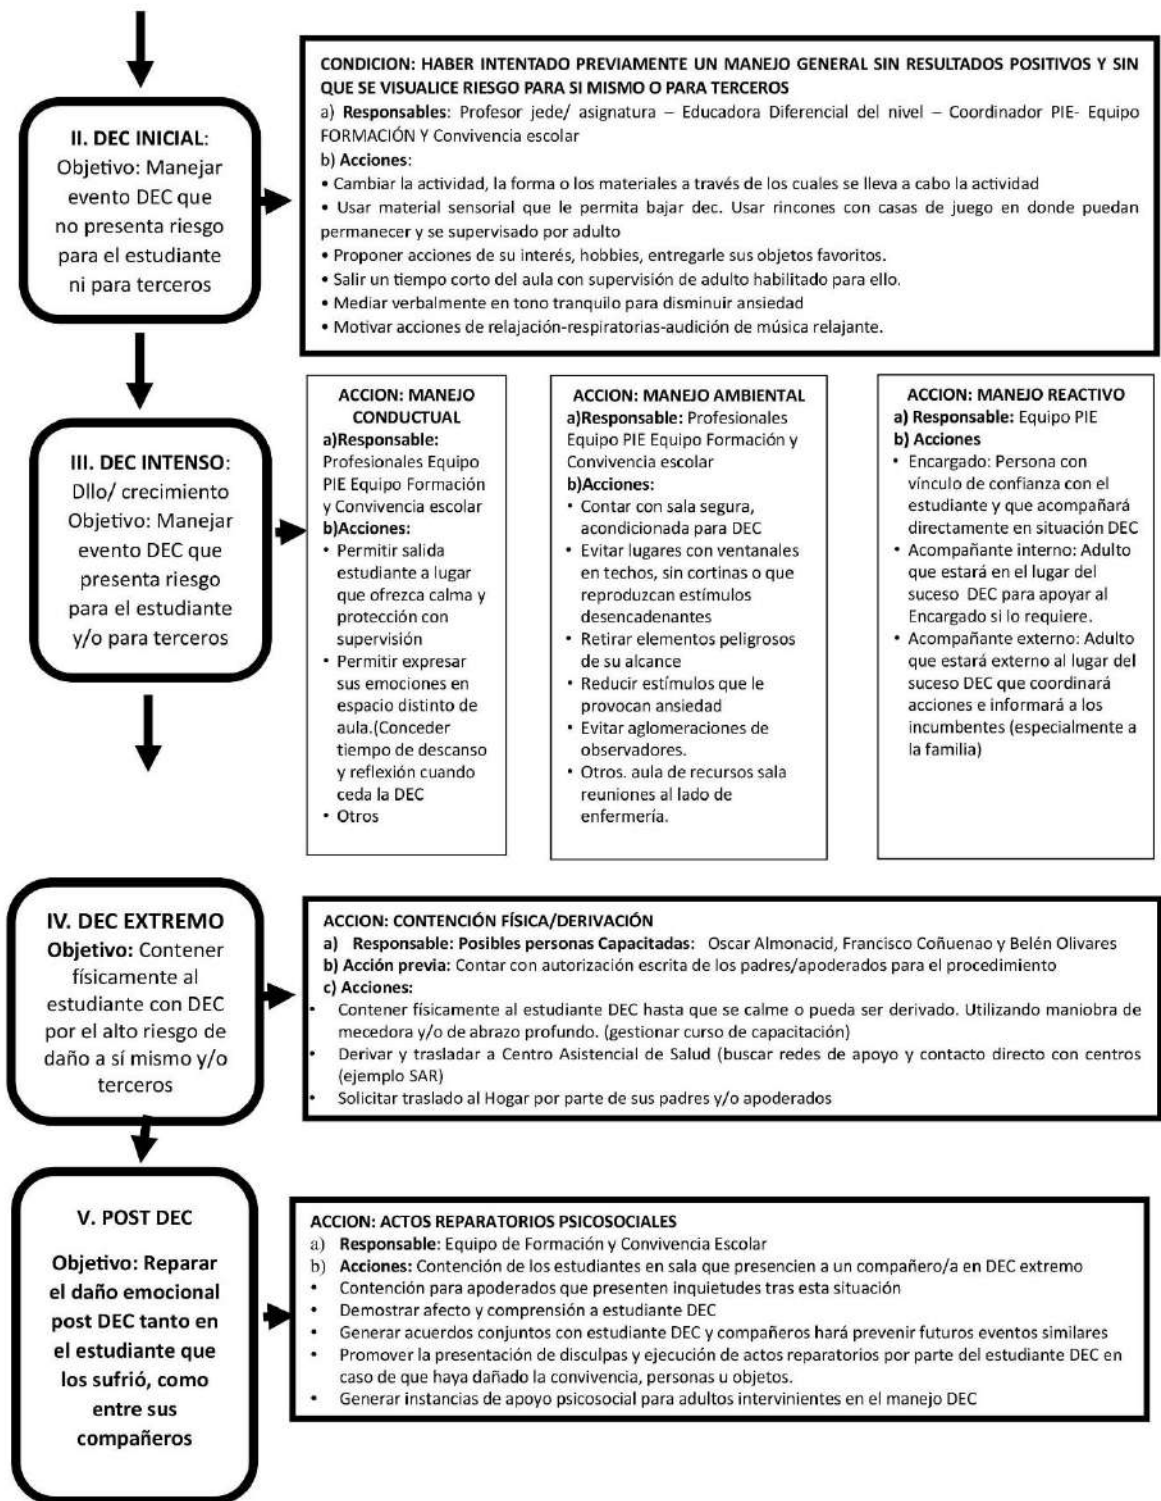 II. DEC INICIAL:
Objetivo: Manejar
evento DEC que
no presenta riesgo
para el estudiante
ni para terceros
CONDICION: HABER INTENTADO PREVIAMENTE UN MANEJO GENERAL SIN RESULTADOS POSITIVOS Y SIN
QUE SE VISUALICE RIESGO PARA SI MISMO O PARA TERCEROS
a) Responsables: Profesor jede/ asignatura – Educadora Diferencial del nivel – Coordinador PIE- Equipo
FORMACIÓN Y Convivencia escolar
b) Acciones:
• Cambiar la actividad, la forma o los materiales a través de los cuales se lleva a cabo la actividad
• Usar material sensorial que le permita bajar dec. Usar rincones con casas de juego en donde puedan
permanecer y se supervisado por adulto
• Proponer acciones de su interés, hobbies, entregarle sus objetos favoritos.
• Salir un tiempo corto del aula con supervisión de adulto habilitado para ello.
• Mediar verbalmente en tono tranquilo para disminuir ansiedad
• Motivar acciones de relajación-respiratorias-audición de música relajante.
III. DEC INTENSO:
Dllo/ crecimiento
Objetivo: Manejar
evento DEC que
presenta riesgo
para el estudiante
y/o para terceros
ACCION: MANEJO
CONDUCTUAL
a)Responsable:
Profesionales Equipo
PIE Equipo Formación
y Convivencia escolar
b)Acciones:
• Permitir salida
estudiante a lugar
que ofrezca calma y
protección con
supervisión
• Permitir expresar
sus emociones en
espacio distinto de
aula.(Conceder
tiempo de descanso
y reflexión cuando
ceda la DEC
• Otros
ACCION: MANEJO AMBIENTAL
a)Responsable: Profesionales
Equipo PIE Equipo Formación y
Convivencia escolar
b)Acciones:
• Contar con sala segura,
acondicionada para DEC
• Evitar lugares con ventanales
en techos, sin cortinas o que
reproduzcan estímulos
desencadenantes
• Retirar elementos peligrosos
de su alcance
• Reducir estímulos que le
provocan ansiedad
• Evitar aglomeraciones de
observadores.
• Otros. aula de recursos sala
reuniones al lado de
enfermería.
ACCION: MANEJO REACTIVO
a) Responsable: Equipo PIE
b) Acciones
• Encargado: Persona con
vínculo de confianza con el
estudiante y que acompañará
directamente en situación DEC
• Acompañante interno: Adulto
que estará en el lugar del
suceso DEC para apoyar al
Encargado si lo requiere.
• Acompañante externo: Adulto
que estará externo al lugar del
suceso DEC que coordinará
acciones e informará a los
incumbentes (especialmente a
la familia)
IV. DEC EXTREMO
Objetivo: Contener
físicamente al
estudiante con DEC
por el alto riesgo de
daño a sí mismo y/o
terceros
ACCION: CONTENCIÓN FÍSICA/DERIVACIÓN
a) Responsable: Posibles personas Capacitadas: Oscar Almonacid, Francisco Coñuenao y Belén Olivares
b) Acción previa: Contar con autorización escrita de los padres/apoderados para el procedimiento
c) Acciones:
• Contener físicamente al estudiante DEC hasta que se calme o pueda ser derivado. Utilizando maniobra de
mecedora y/o de abrazo profundo. (gestionar curso de capacitación)
• Derivar y trasladar a Centro Asistencial de Salud (buscar redes de apoyo y contacto directo con centros
(ejemplo SAR)
• Solicitar traslado al Hogar por parte de sus padres y/o apoderados
V. POST DEC
Objetivo: Reparar
el daño emocional
post DEC tanto en
el estudiante que
los sufrió, como
entre sus
compañeros
ACCION: ACTOS REPARATORIOS PSICOSOCIALES
a) Responsable: Equipo de Formación y Convivencia Escolar
b) Acciones: Contención de los estudiantes en sala que presencien a un compañero/a en DEC extremo
• Contención para apoderados que presenten inquietudes tras esta situación
• Demostrar afecto y comprensión a estudiante DEC
• Generar acuerdos conjuntos con estudiante DEC y compañeros hará prevenir futuros eventos similares
• Promover la presentación de disculpas y ejecución de actos reparatorios por parte del estudiante DEC en
caso de que haya dañado la convivencia, personas u objetos.
• Generar instancias de apoyo psicosocial para adultos intervinientes en el manejo DEC